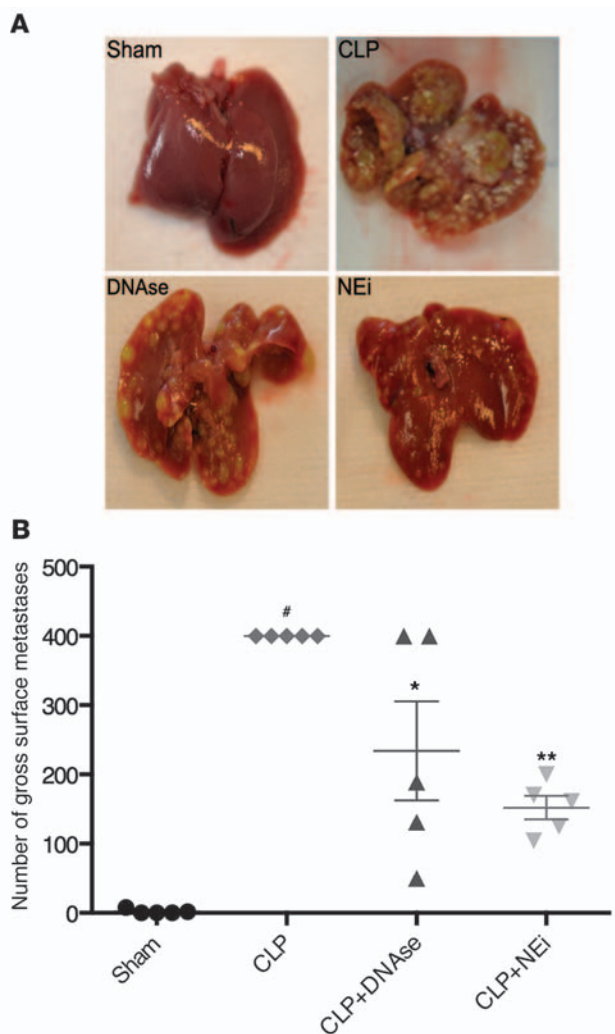 A
Sham
CLP
DNAse
NEi
B
Number of gross surface metastases
500
400
300
200
100
0
#
*
**
Sham
CLP
CLP+DNAse
CLP+NEi